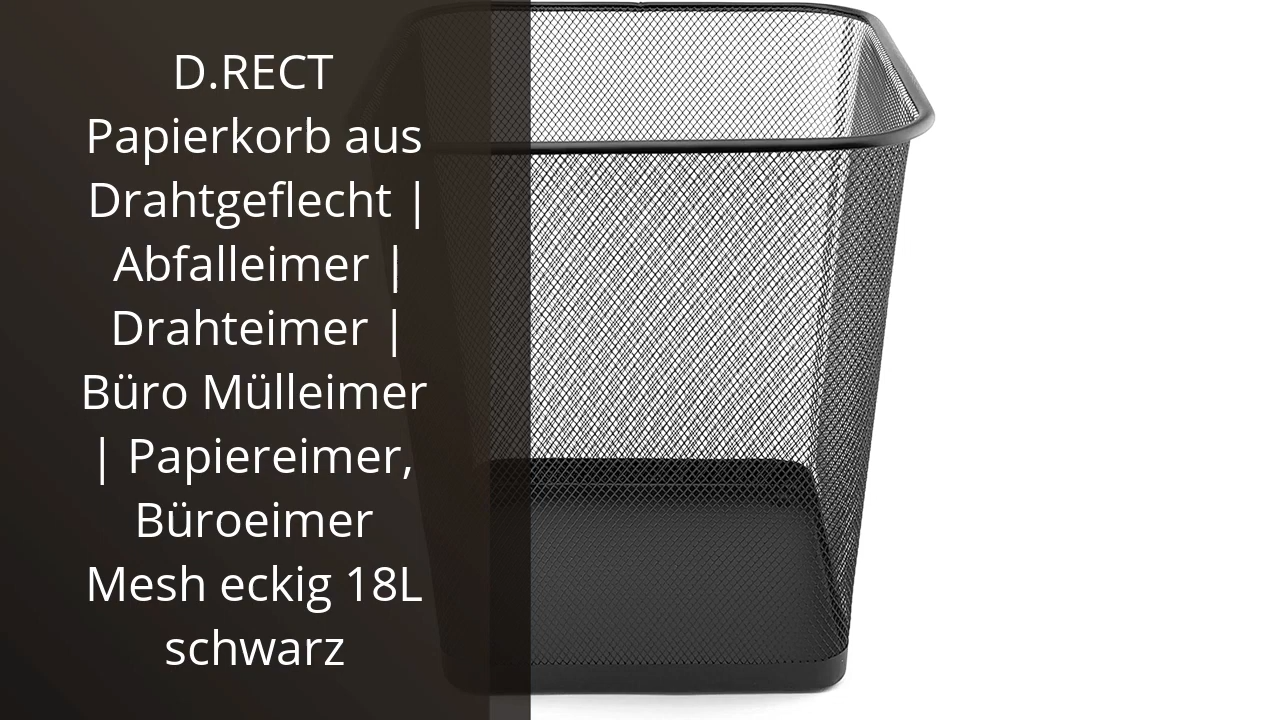 D.RECT
Papierkorb aus
Drahtgeflecht |
Abfalleimer |
Drahteimer |
Büro Mülleimer
| Papiereimer,
Büroeimer
Mesh eckig 18L
schwarz